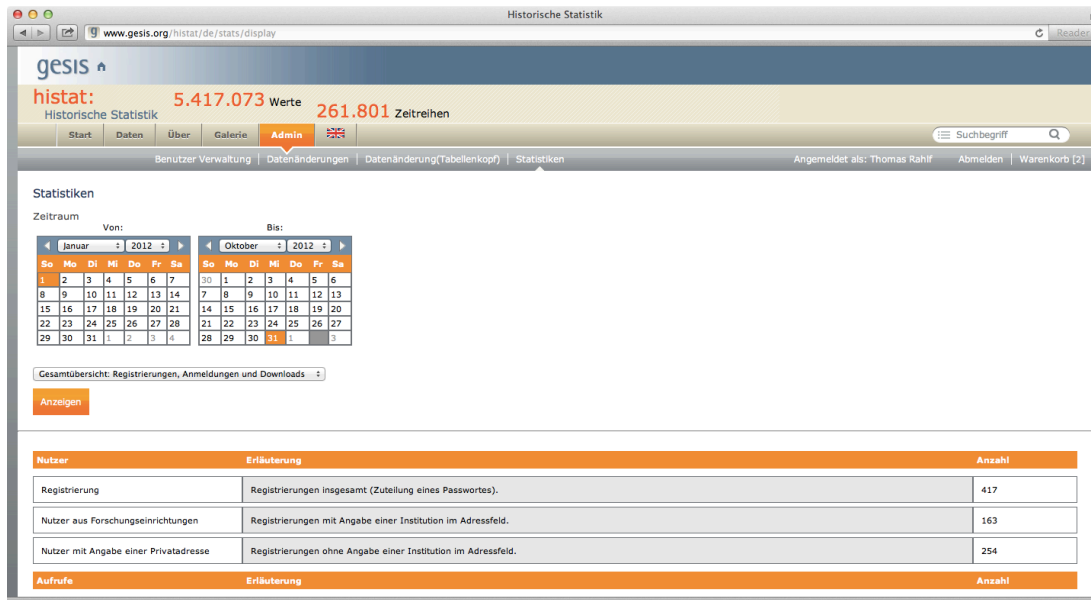 Historische Statistik
www.gesis.org/histat/de/stats/display
Reader
gesis
histat:
Historische Statistik
5.417.073 Werte
261.801 Zeitreihen
Start Daten Über Galerie Admin
Suchbegriff
Benutzer Verwaltung | Datenänderungen | Datenänderung(Tabellenkopf) | Statistiken
Angemeldet als: Thomas Rahlf Abmelden | Warenkorb [2]
Statistiken
Zeitraum
Von: Bis:
Januar 2012 Oktober 2012
So Mo Di Mi Do Fr Sa So Mo Di Mi Do Fr Sa
1 2 3 4 5 6 7 30 1 2 3 4 5 6
8 9 10 11 12 13 14 7 8 9 10 11 12 13
15 16 17 18 19 20 21 14 15 16 17 18 19 20
22 23 24 25 26 27 28 21 22 23 24 25 26 27
29 30 31 1 2 3 4 28 29 30 31 1 3
Gesamtübersicht: Registrierungen, Anmeldungen und Downloads
Anzeigen
Nutzer Erläuterung Anzahl
Registrierung Registrierungen insgesamt (Zuteilung eines Passwortes). 417
Nutzer aus Forschungseinrichtungen Registrierungen mit Angabe einer Institution im Adressfeld. 163
Nutzer mit Angabe einer Privatadresse Registrierungen ohne Angabe einer Institution im Adressfeld. 254
Aufrufe Erläuterung Anzahl